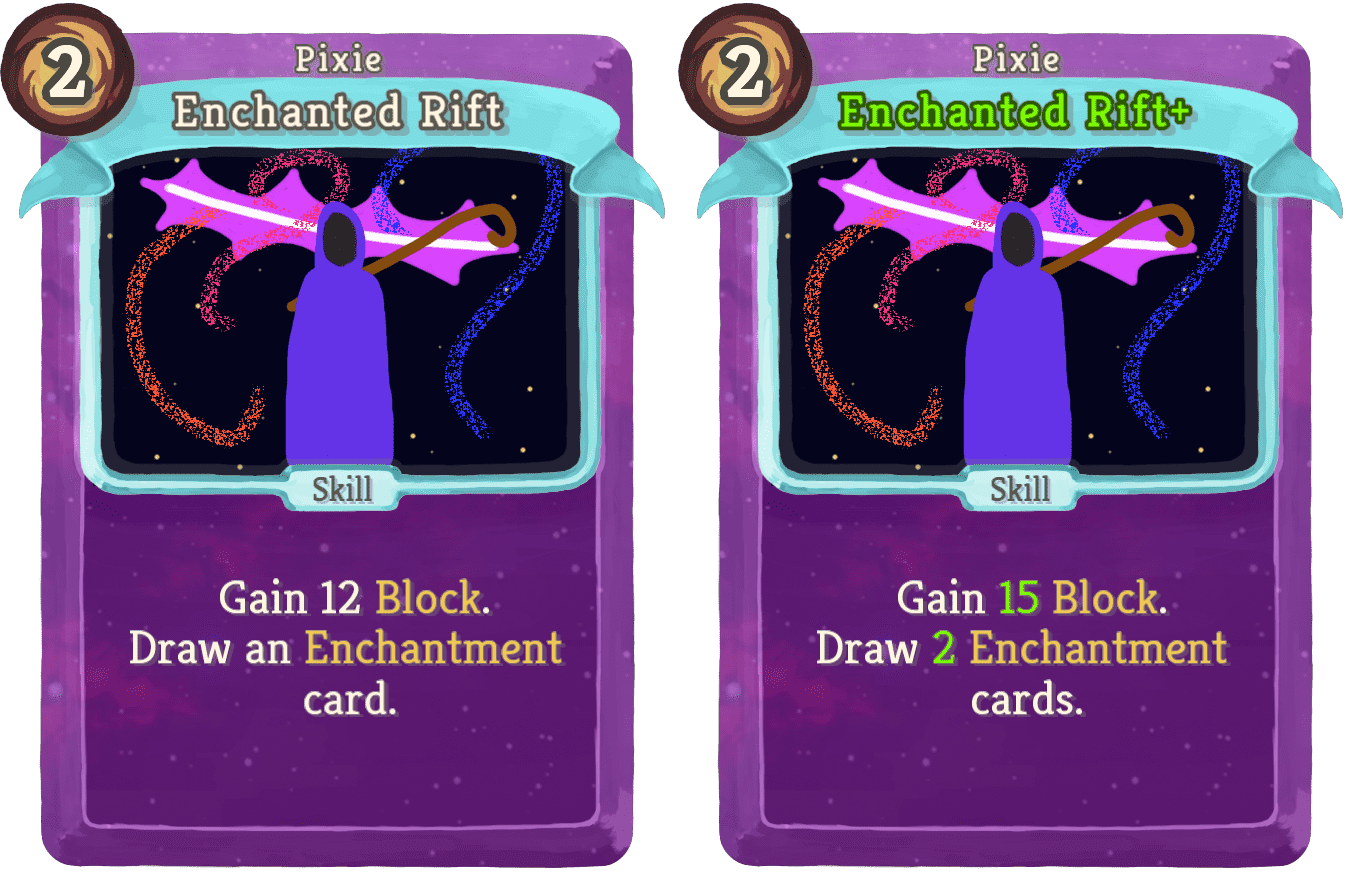 2
Pixie
Enchanted Rift
Skill
Gain 12 Block.
Draw an Enchantment
card.
2
Pixie
Enchanted Rift+
Skill
Gain 15 Block.
Draw 2 Enchantment
cards.